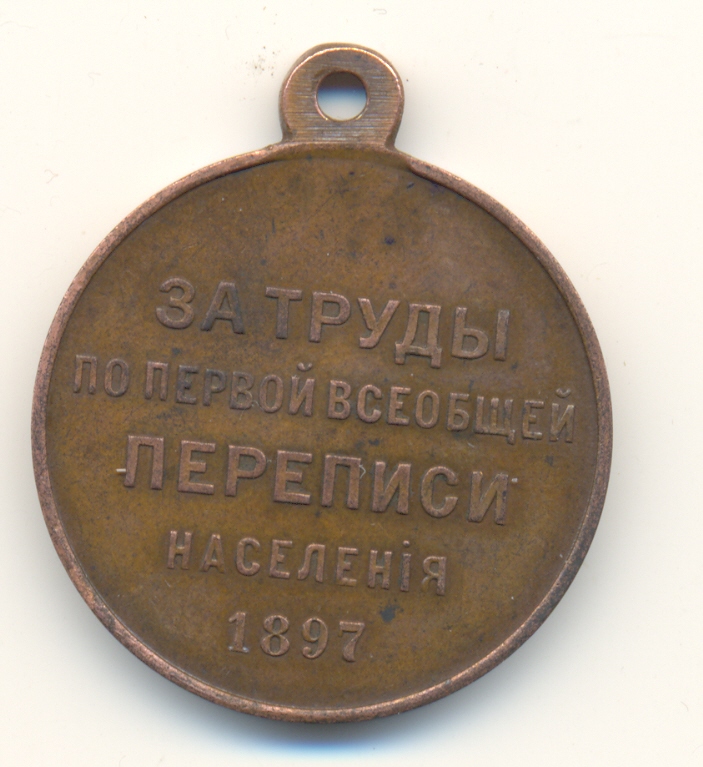 ЗА ТРУДЫ
ПО ПЕРВОЙ ВСЕОБЩЕЙ
ПЕРЕПИСИ
НАСЕЛЕНІЯ
1897